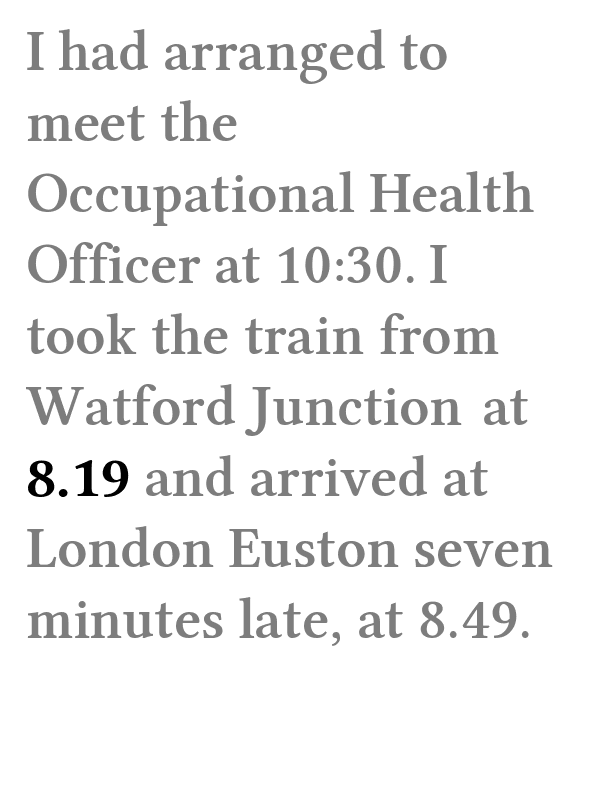 I had arranged to
meet the
Occupational Health
Officer at 10:30. I
took the train from
Watford Junction at
8.19 and arrived at
London Euston seven
minutes late, at 8.49.